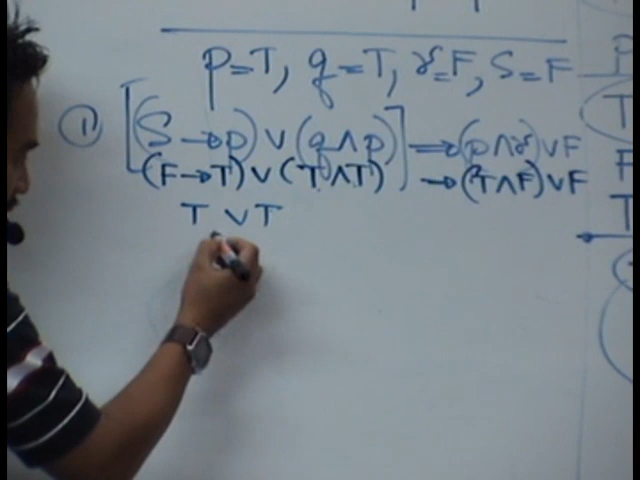 p=T, q=T, r=F, S=F
① [(S→p)∨(q∧p)]→(p∧r)∨F
(F→T)∨(T∧T)→(T∧F)∨F
T∨T
P
T
F
T